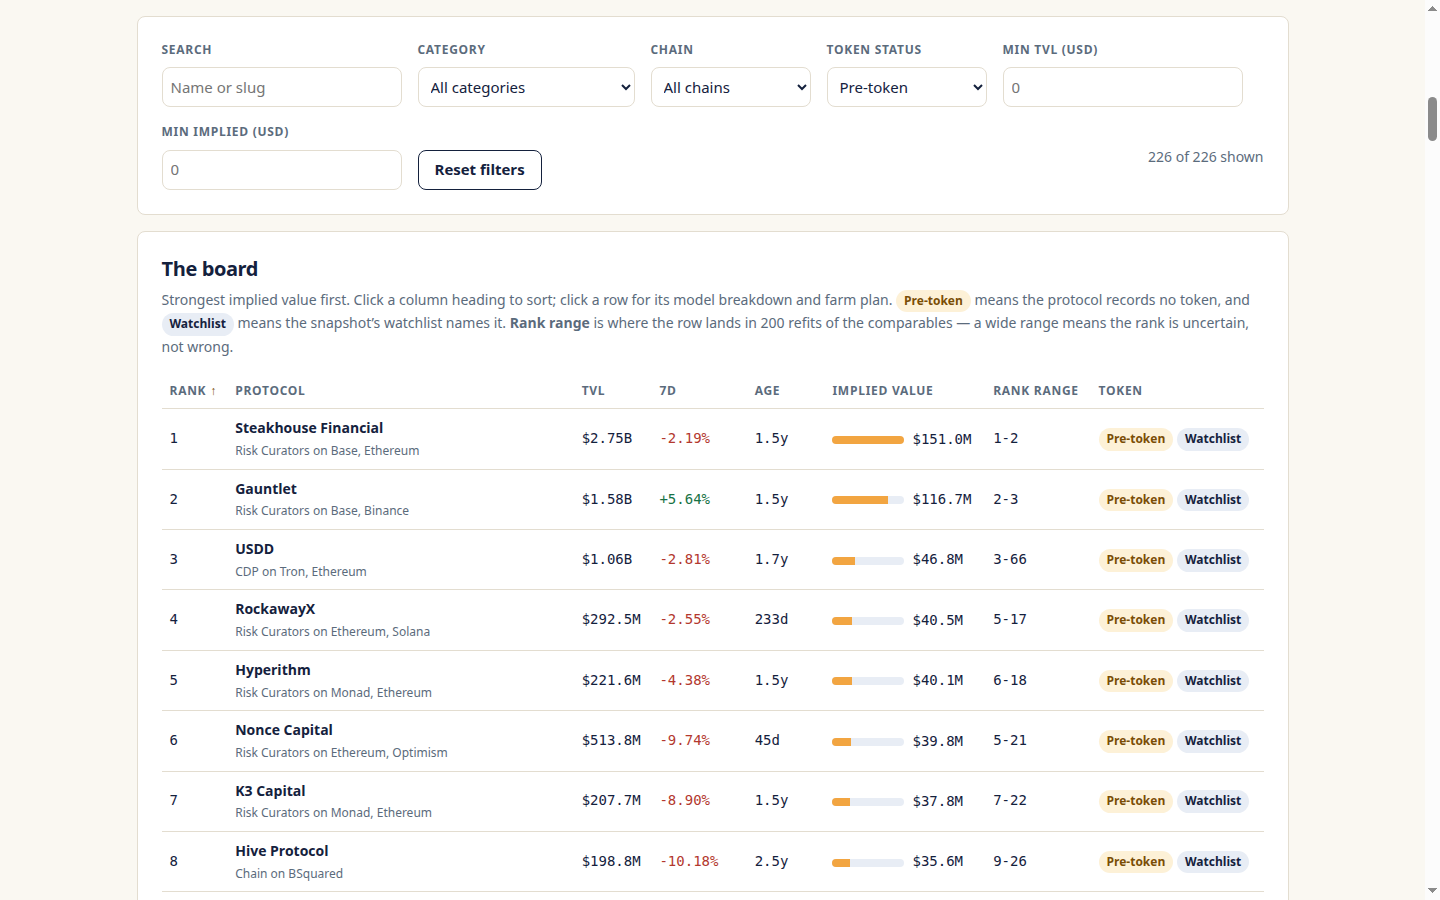 SEARCH CATEGORY CHAIN TOKEN STATUS MIN TVL (USD)
Name or slug All categories All chains Pre-token 0
MIN IMPLIED (USD)
0 Reset filters 226 of 226 shown
The board
Strongest implied value first. Click a column heading to sort; click a row for its model breakdown and farm plan. Pre-token means the protocol records no token, and
Watchlist means the snapshot's watchlist names it. Rank range is where the row lands in 200 refits of the comparables — a wide range means the rank is uncertain,
not wrong.
RANK ↑ PROTOCOL TVL 7D AGE IMPLIED VALUE RANK RANGE TOKEN
1 Steakhouse Financial $2.75B -2.19% 1.5y $151.0M 1-2 Pre-token Watchlist
Risk Curators on Base, Ethereum
2 Gauntlet $1.58B +5.64% 1.5y $116.7M 2-3 Pre-token Watchlist
Risk Curators on Base, Binance
3 USDD $1.06B -2.81% 1.7y $46.8M 3-66 Pre-token Watchlist
CDP on Tron, Ethereum
4 RockawayX $292.5M -2.55% 233d $40.5M 5-17 Pre-token Watchlist
Risk Curators on Ethereum, Solana
5 Hyperithm $221.6M -4.38% 1.5y $40.1M 6-18 Pre-token Watchlist
Risk Curators on Monad, Ethereum
6 Nonce Capital $513.8M -9.74% 45d $39.8M 5-21 Pre-token Watchlist
Risk Curators on Ethereum, Optimism
7 K3 Capital $207.7M -8.90% 1.5y $37.8M 7-22 Pre-token Watchlist
Risk Curators on Monad, Ethereum
8 Hive Protocol $198.8M -10.18% 2.5y $35.6M 9-26 Pre-token Watchlist
Chain on BSquared